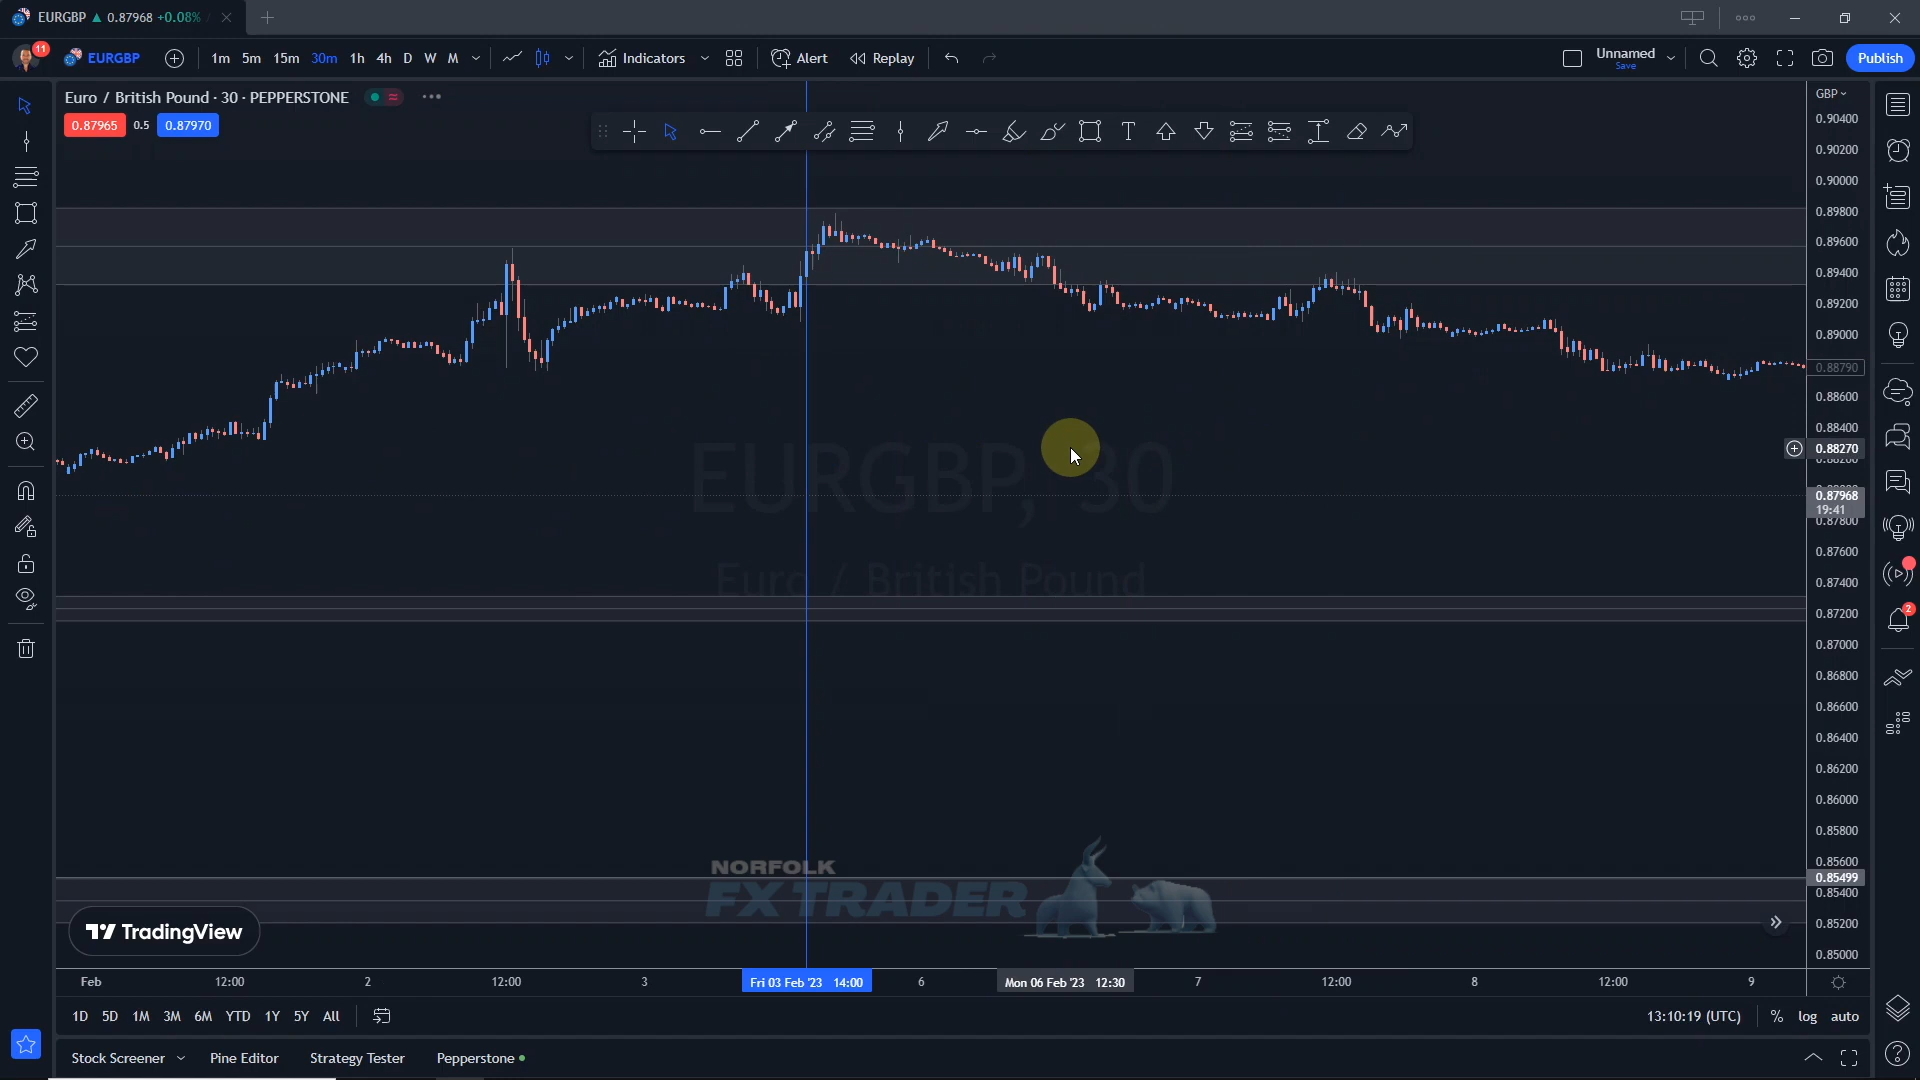 EURGBP ▲ 0.87968 +0.08% /
11
EURGBP
1m 5m 15m 30m 1h 4h D W M
Indicators
Alert
Replay
Unnamed
Save
Publish
Euro / British Pound · 30 · PEPPERSTONE
0.87965 0.5 0.87970
GBP
0.90400
0.90200
0.90000
0.89800
0.89600
0.89400
0.89200
0.89000
0.88790
0.88600
0.88400
0.88270
0.87968
19:41
0.87800
0.87600
0.87400
0.87200
0.87000
0.86800
0.86600
0.86400
0.86200
0.86000
0.85800
0.85600
0.85499
0.85400
0.85200
0.85000
2
EURGBP, 30
Euro / British Pound
NORFOLK
FX TRADER
TradingView
Feb 12:00 2 12:00 3 Fri 03 Feb '23 14:00 6 Mon 06 Feb '23 12:30 7 12:00 8 12:00 9
1D 5D 1M 3M 6M YTD 1Y 5Y All
13:10:19 (UTC) % log auto
Stock Screener Pine Editor Strategy Tester Pepperstone